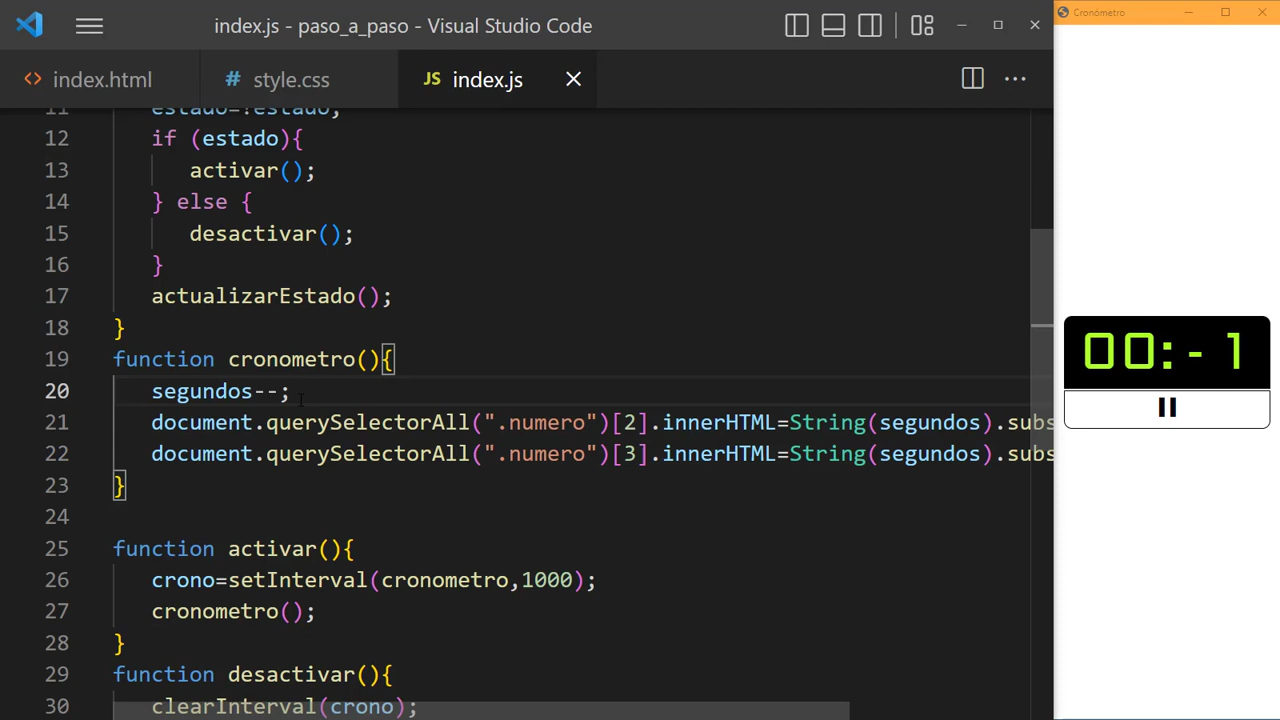 index.js - paso_a_paso - Visual Studio Code
Cronómetro
<> index.html
# style.css
JS index.js
11 estado=!estado;
12 if (estado){
13 activar();
14 } else {
15 desactivar();
16 }
17 actualizarEstado();
18 }
19 function cronometro(){
20 segundos--;
21 document.querySelectorAll(".numero")[2].innerHTML=String(segundos).subs
22 document.querySelectorAll(".numero")[3].innerHTML=String(segundos).subs
23 }
24
25 function activar(){
26 crono=setInterval(cronometro,1000);
27 cronometro();
28 }
29 function desactivar(){
30 clearInterval(crono);
00:-1